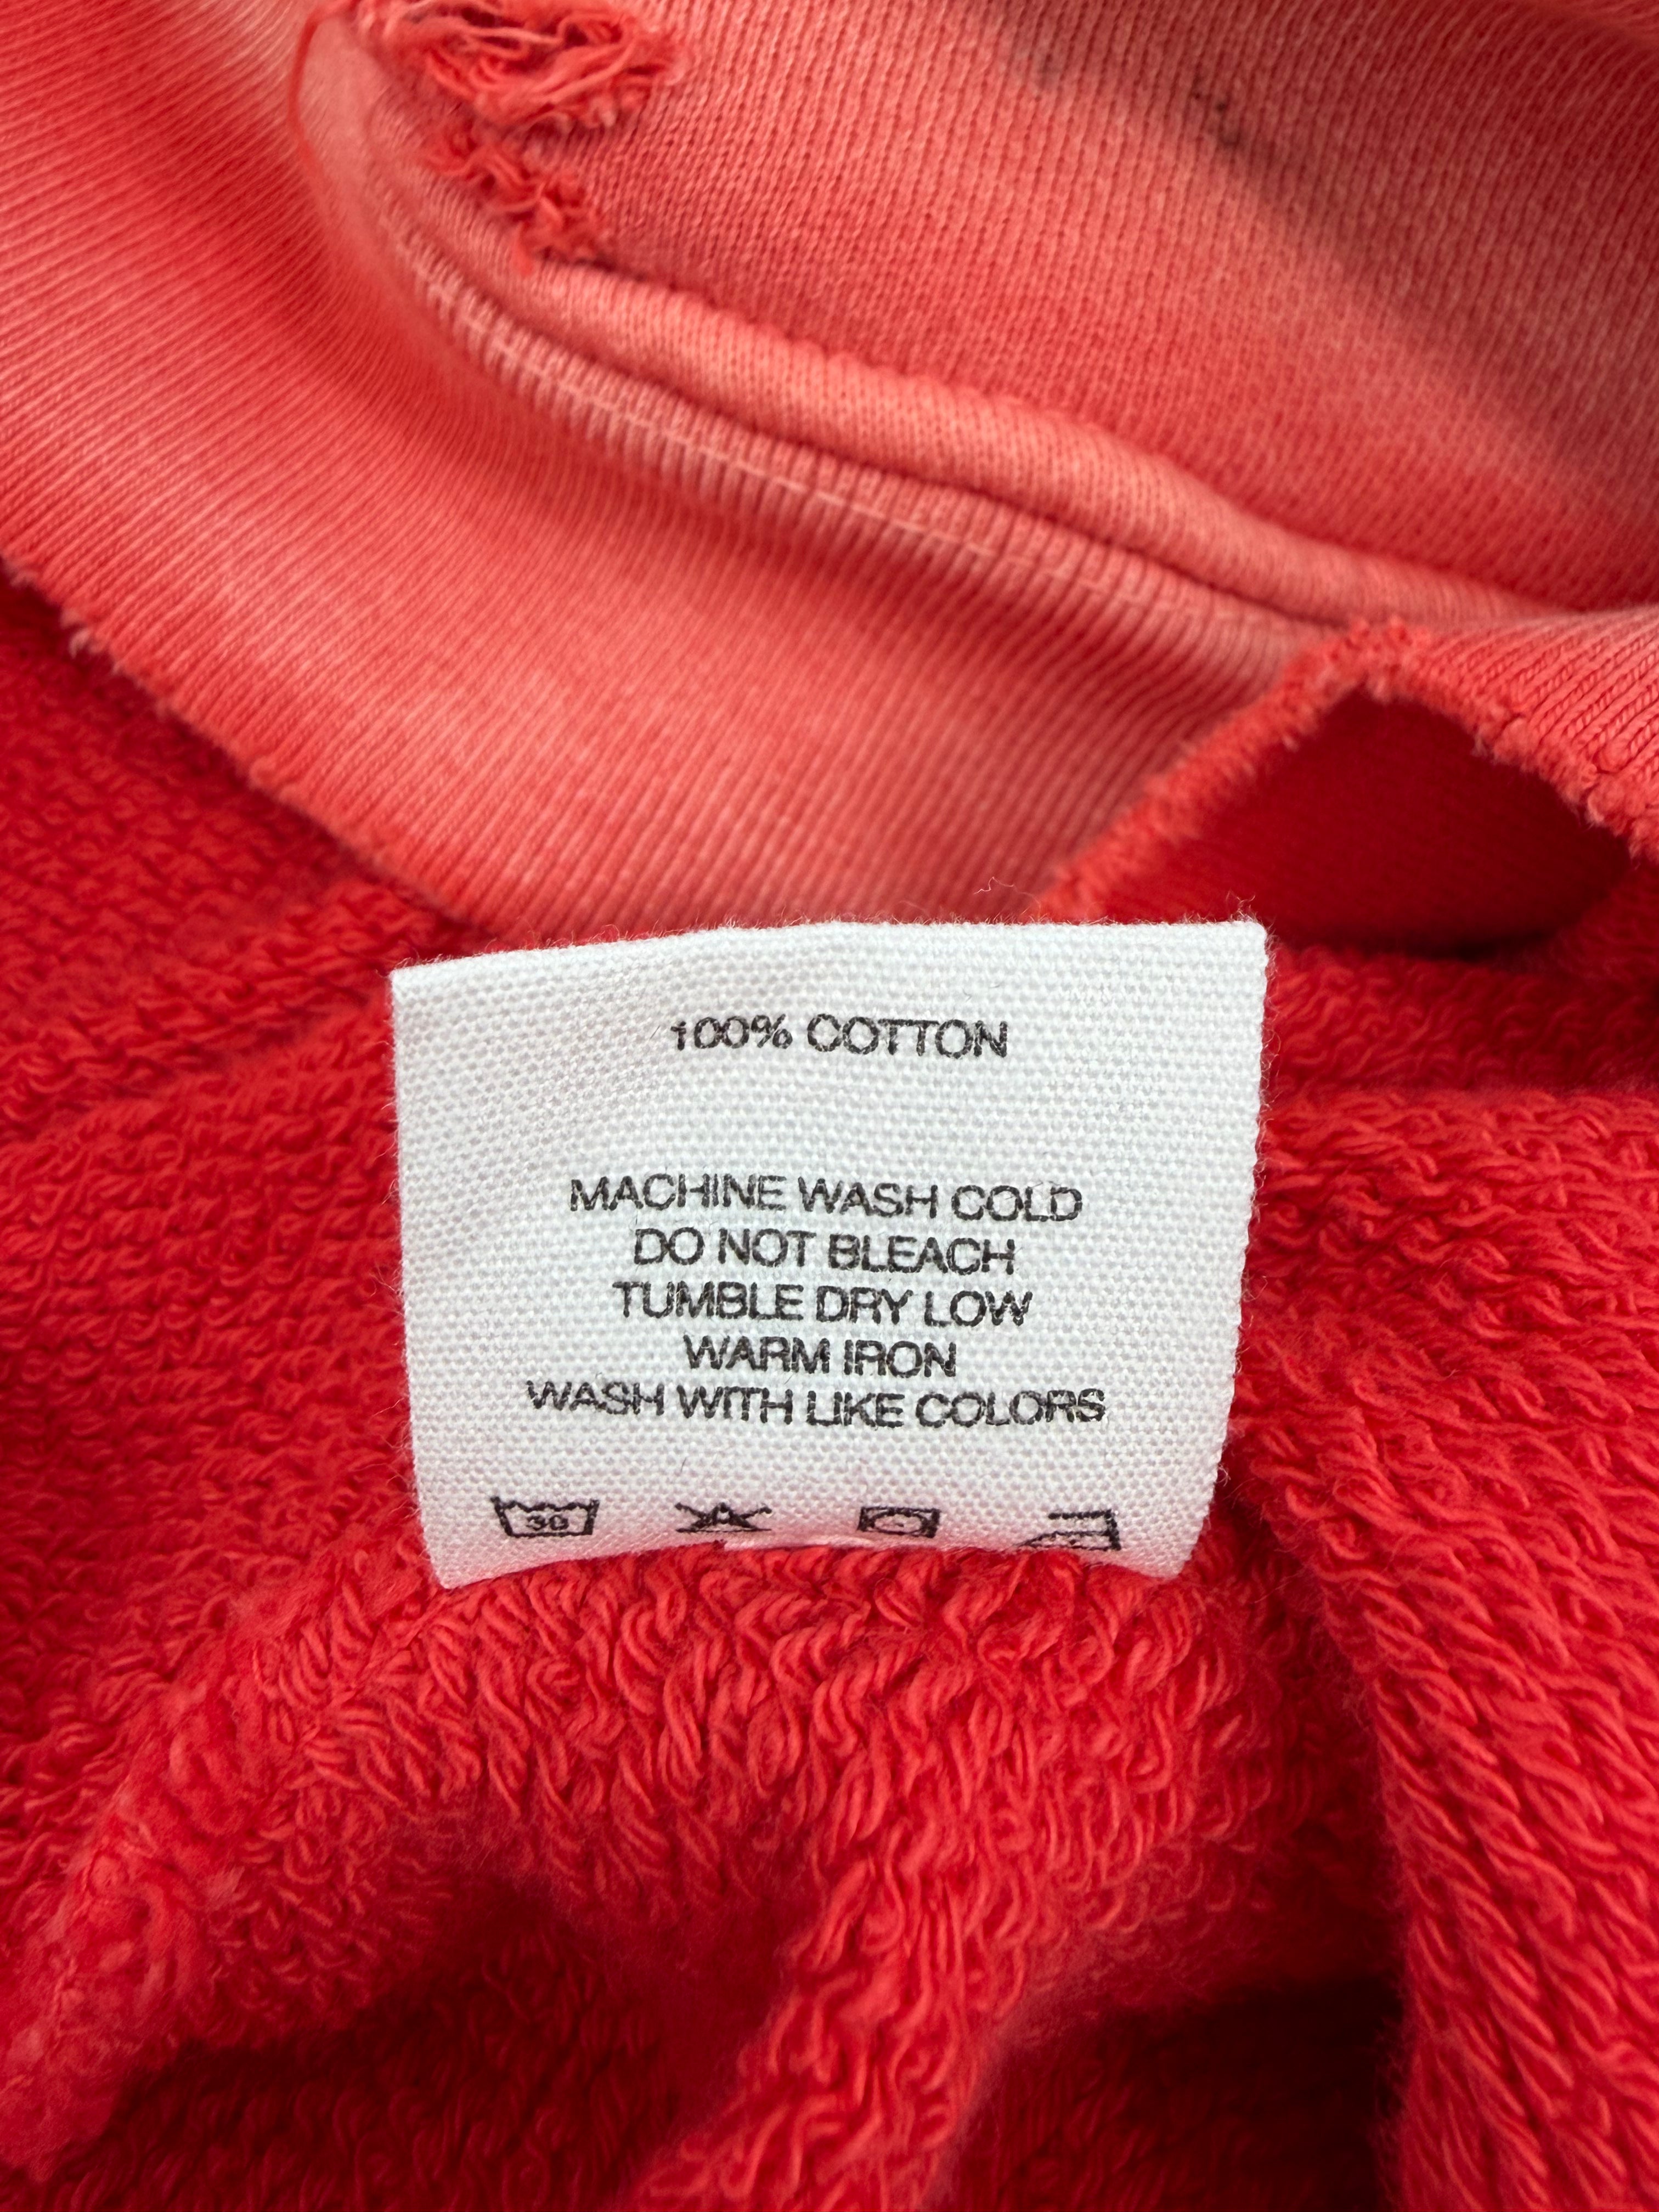 100% COTTON
MACHINE WASH COLD
DO NOT BLEACH
TUMBLE DRY LOW
WARM IRON
WASH WITH LIKE COLORS
30